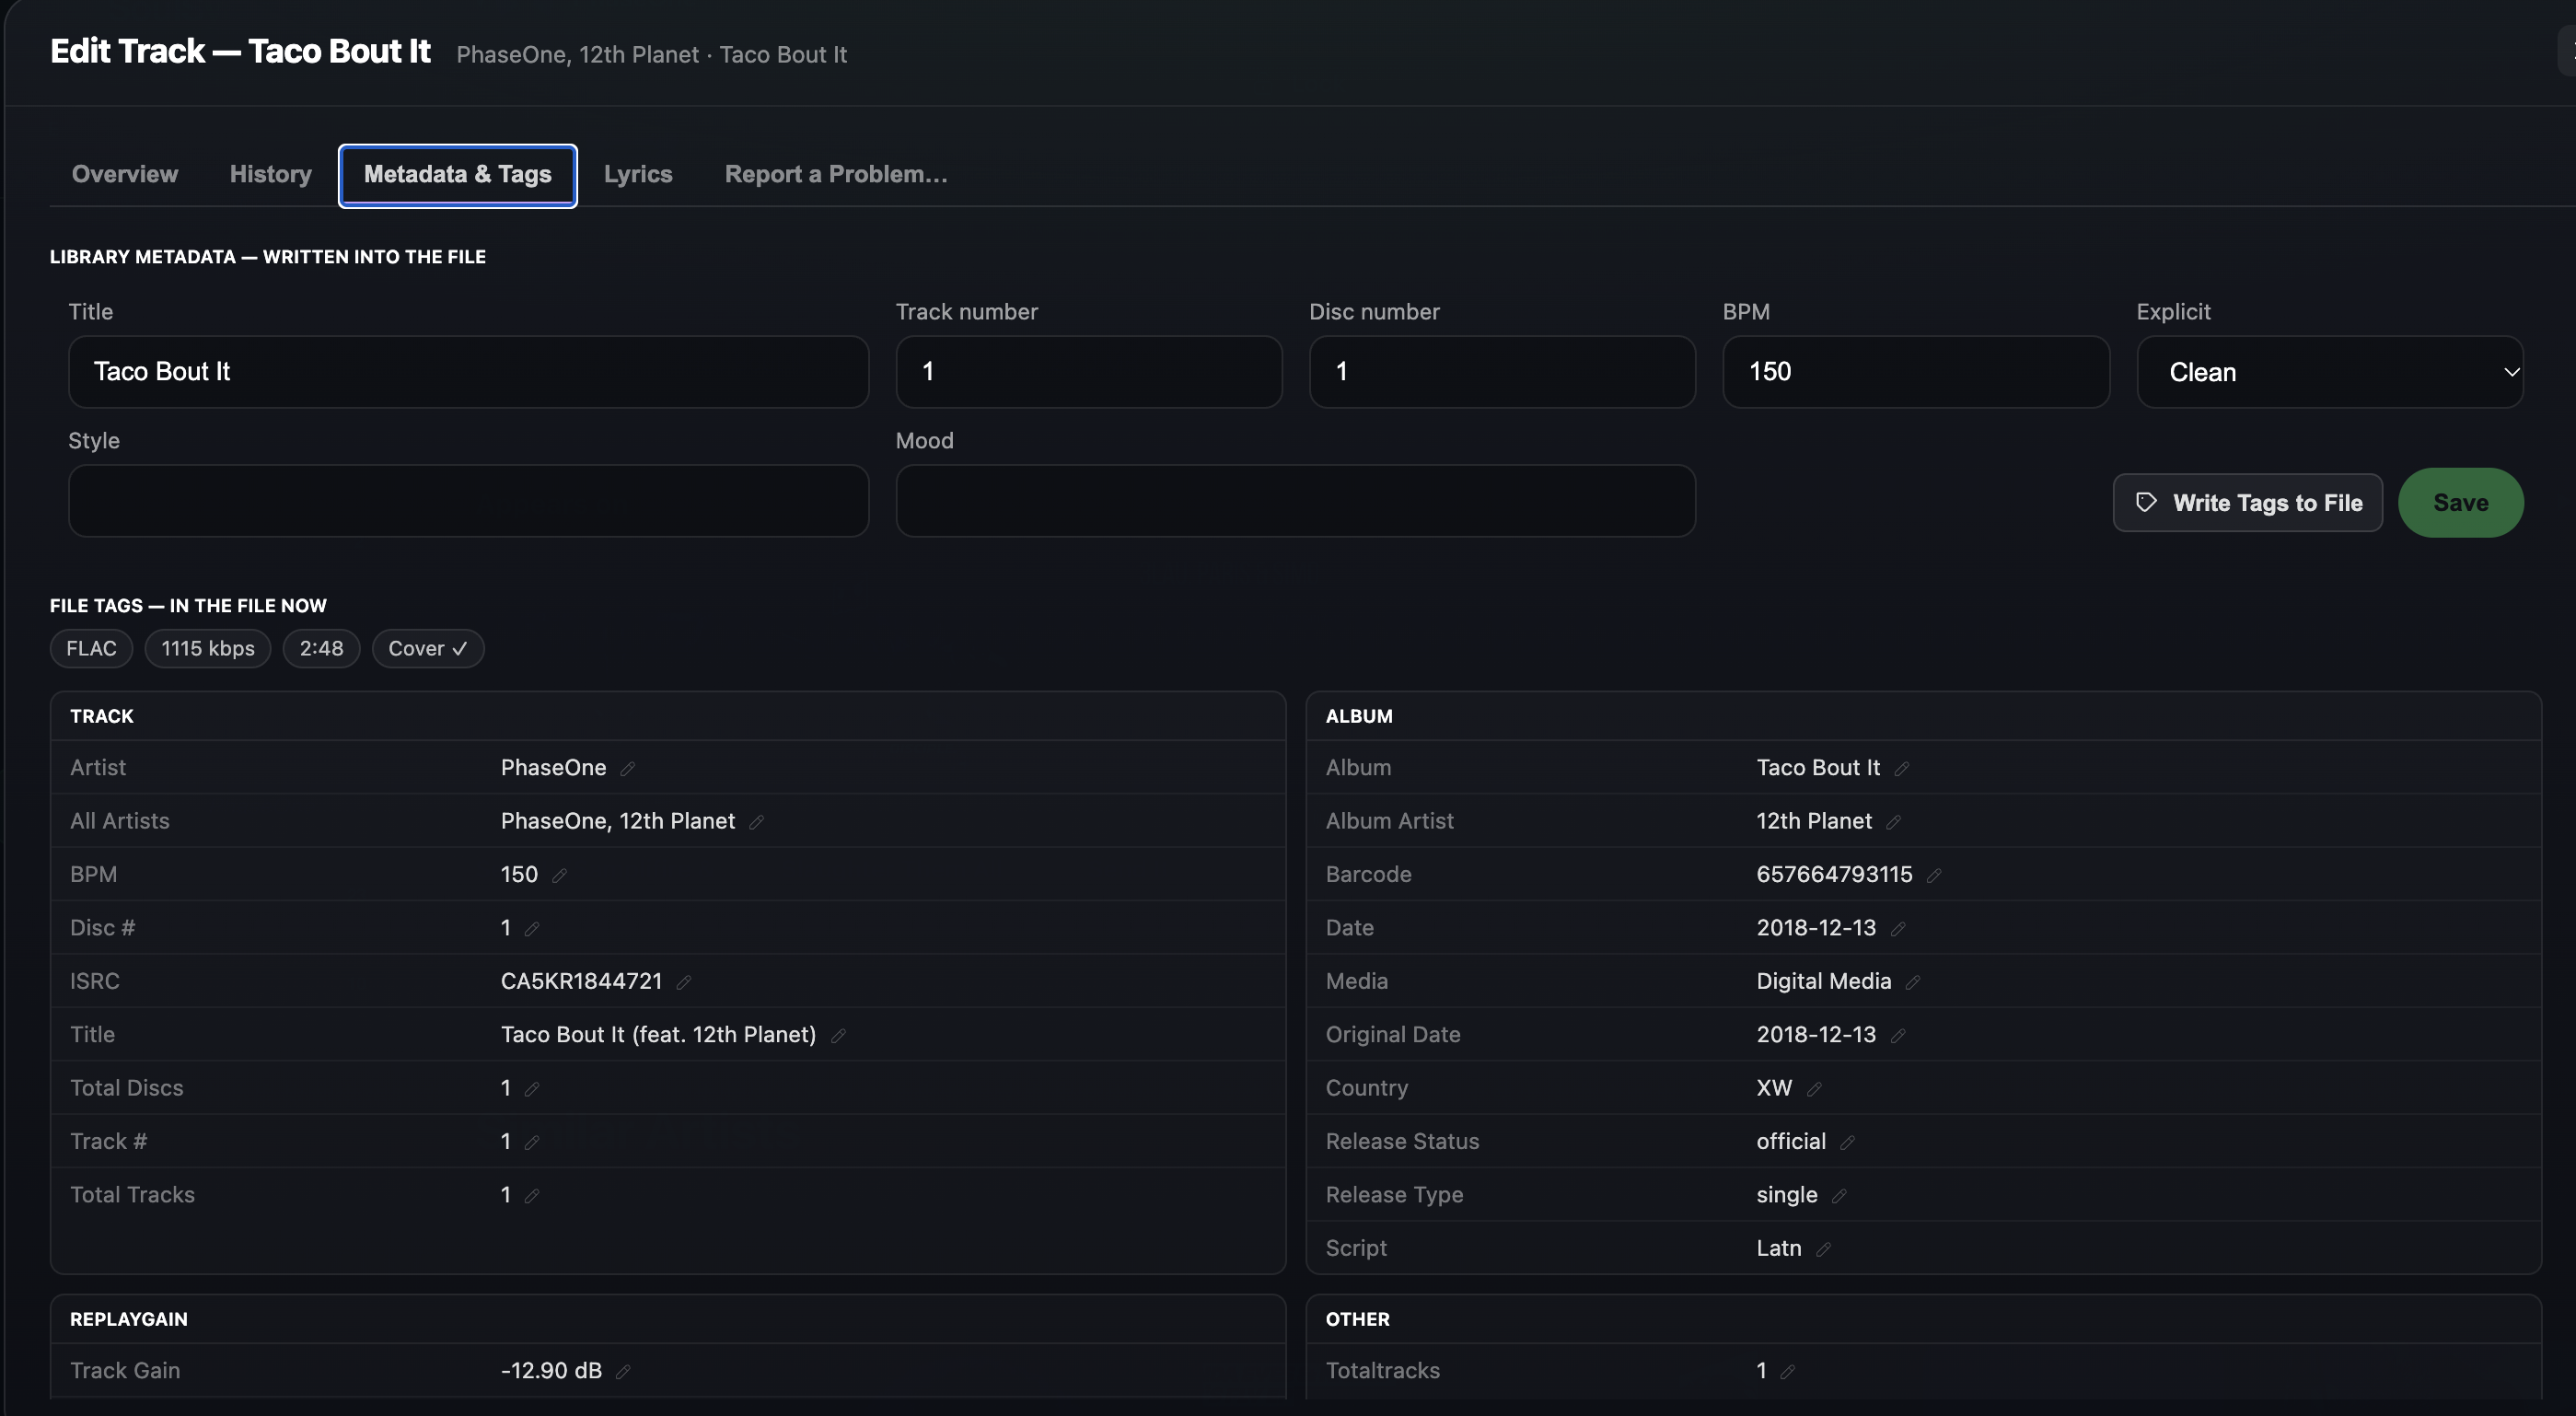 Edit Track — Taco Bout It PhaseOne, 12th Planet · Taco Bout It
Overview History Metadata & Tags Lyrics Report a Problem...
LIBRARY METADATA — WRITTEN INTO THE FILE
Title Track number Disc number BPM Explicit
Taco Bout It 1 1 150 Clean
Style Mood
Write Tags to File Save
FILE TAGS — IN THE FILE NOW
FLAC 1115 kbps 2:48 Cover ✓
TRACK
Artist PhaseOne
All Artists PhaseOne, 12th Planet
BPM 150
Disc # 1
ISRC CA5KR1844721
Title Taco Bout It (feat. 12th Planet)
Total Discs 1
Track # 1
Total Tracks 1
ALBUM
Album Taco Bout It
Album Artist 12th Planet
Barcode 657664793115
Date 2018-12-13
Media Digital Media
Original Date 2018-12-13
Country XW
Release Status official
Release Type single
Script Latn
REPLAYGAIN
Track Gain -12.90 dB
OTHER
Totaltracks 1